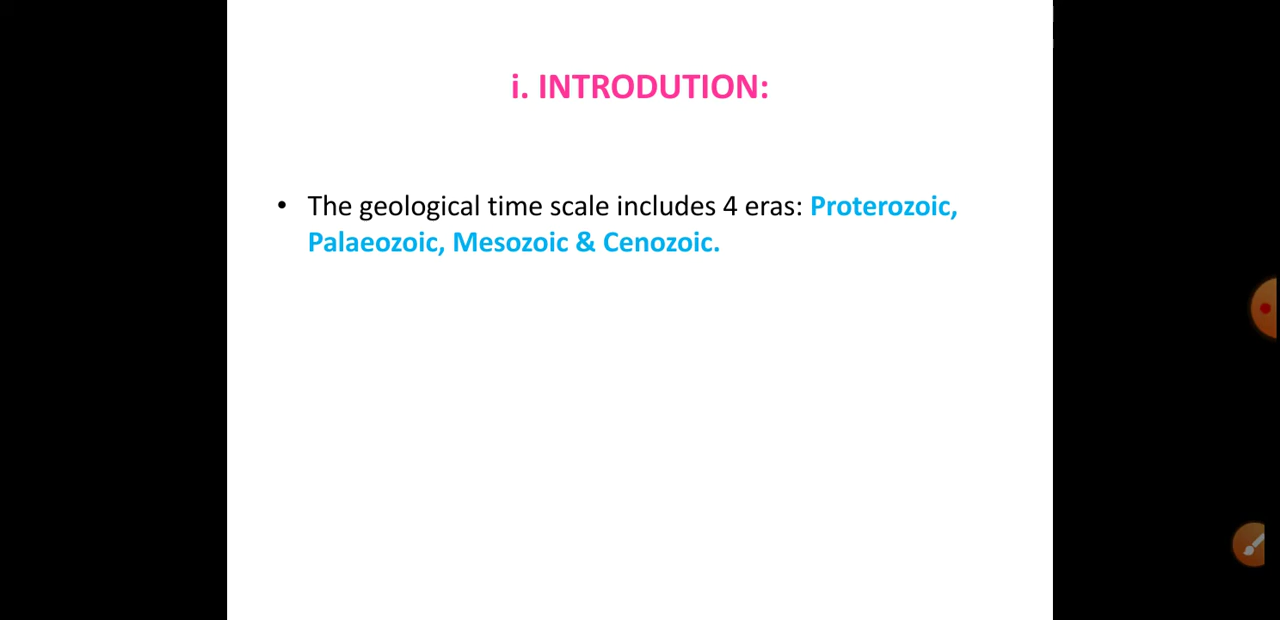 i. INTRODUTION:
• The geological time scale includes 4 eras: Proterozoic,
Palaeozoic, Mesozoic & Cenozoic.